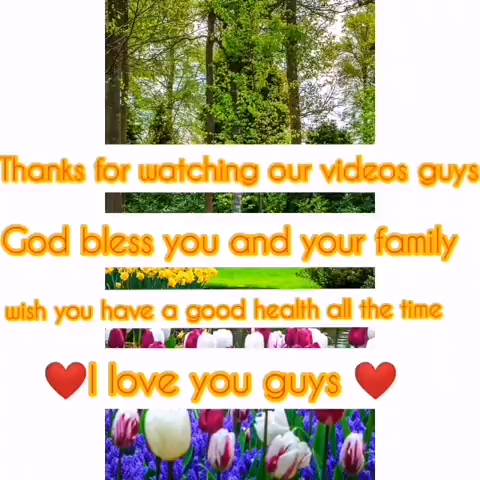 Thanks for watching our videos guys
God bless you and your family
wish you have a good health all the time
❤️I love you guys ❤️